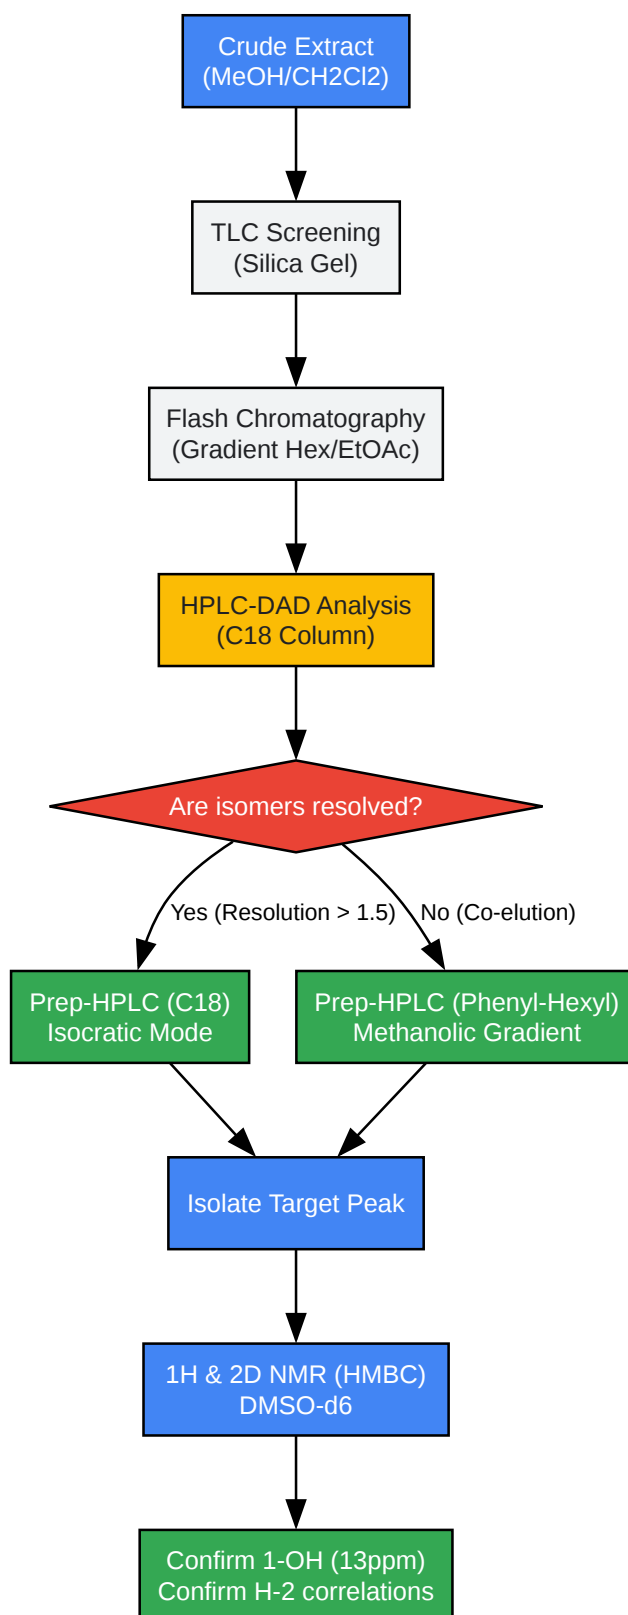 Crude Extract
(MeOH/CH2Cl2)
TLC Screening
(Silica Gel)
Flash Chromatography
(Gradient Hex/EtOAc)
HPLC-DAD Analysis
(C18 Column)
Are isomers resolved?
Yes (Resolution > 1.5)
No (Co-elution)
Prep-HPLC (C18)
Isocratic Mode
Prep-HPLC (Phenyl-Hexyl)
Methanolic Gradient
Isolate Target Peak
1H & 2D NMR (HMBC)
DMSO-d6
Confirm 1-OH (13ppm)
Confirm H-2 correlations